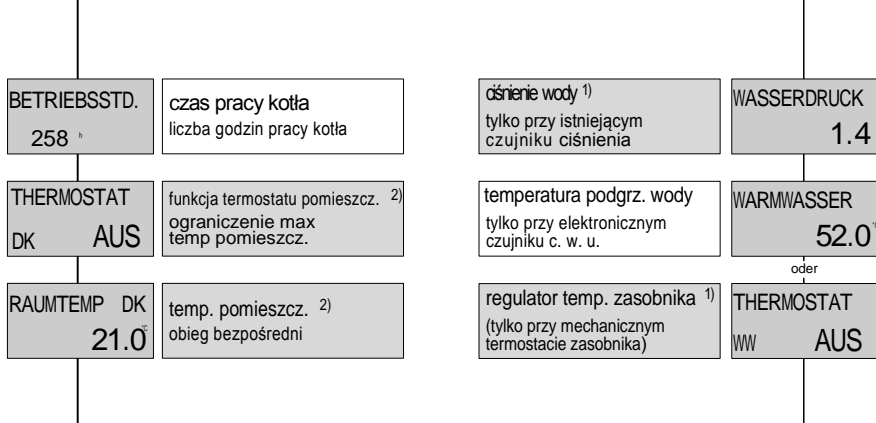 BETRIEBSSTD.
258 h
czas pracy kotła
liczba godzin pracy kotła
THERMOSTAT
DK AUS
funkcja termostatu pomieszcz. 2)
ograniczenie max
temp pomieszcz.
RAUMTEMP DK
21.0 °C
temp. pomieszcz. 2)
obieg bezpośredni
ciśnienie wody 1)
tylko przy istniejącym
czujniku ciśnienia
WASSERDRUCK
1.4
temperatura podgrz. wody
tylko przy elektronicznym
czujniku c. w. u.
WARMWASSER
52.0
oder
regulator temp. zasobnika 1)
(tylko przy mechanicznym
termostacie zasobnika)
THERMOSTAT
WW AUS